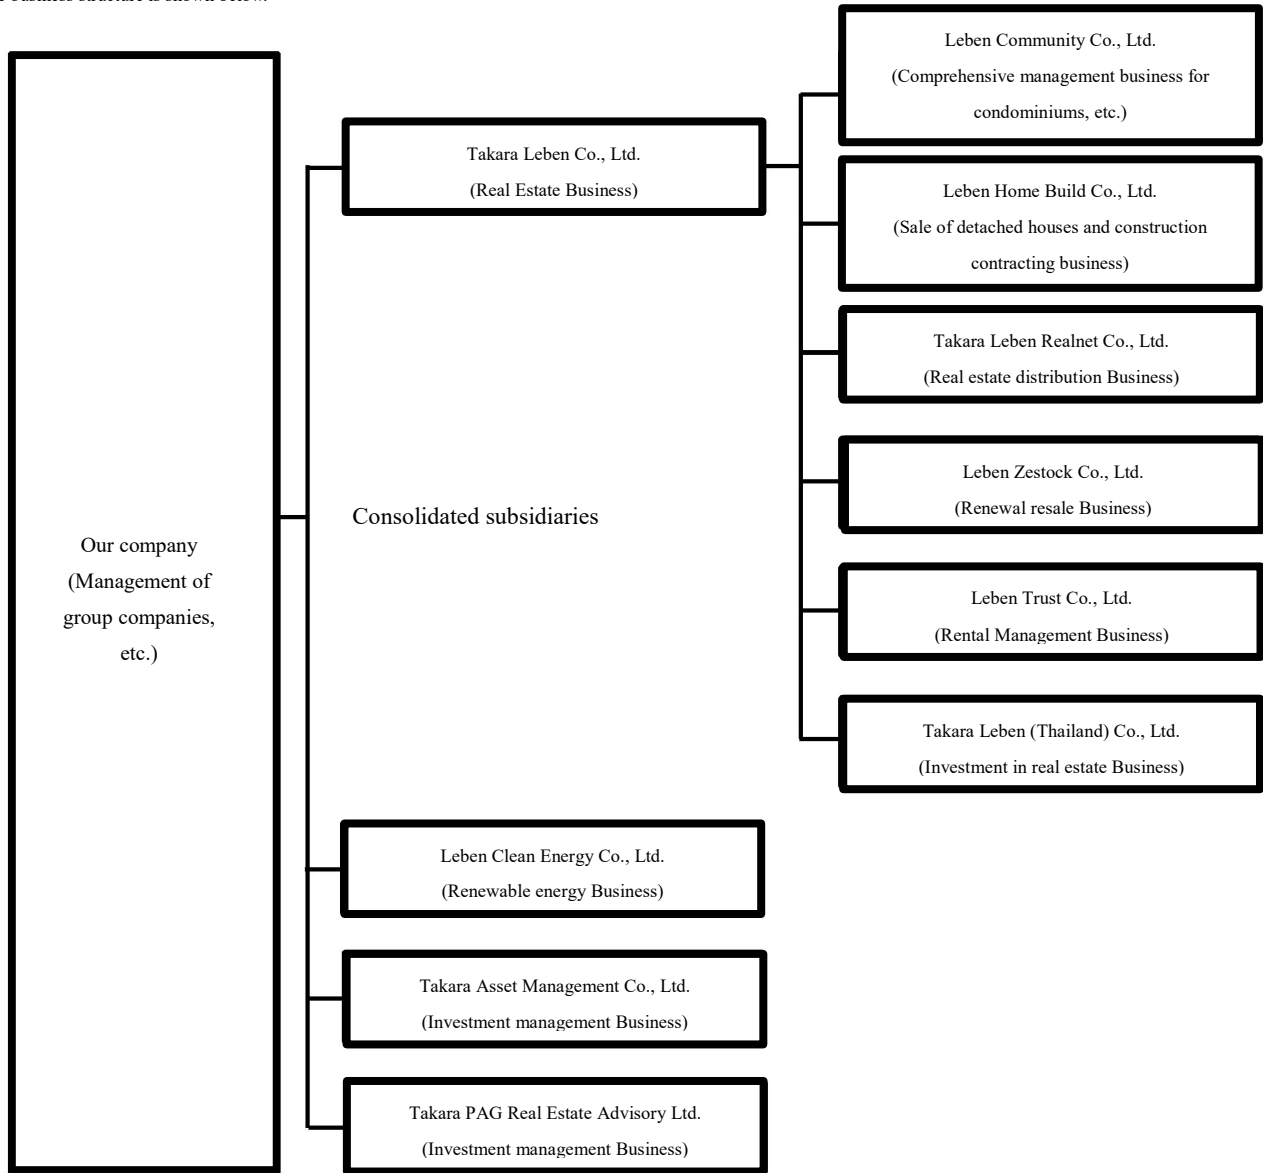 business structure is shown below.
Our company
(Management of
group companies,
etc.)
Takara Leben Co., Ltd.
(Real Estate Business)
Consolidated subsidiaries
Leben Clean Energy Co., Ltd.
(Renewable energy Business)
Takara Asset Management Co., Ltd.
(Investment management Business)
Takara PAG Real Estate Advisory Ltd.
(Investment management Business)
Leben Community Co., Ltd.
(Comprehensive management business for
condominiums, etc.)
Leben Home Build Co., Ltd.
(Sale of detached houses and construction
contracting business)
Takara Leben Realnet Co., Ltd.
(Real estate distribution Business)
Leben Zestock Co., Ltd.
(Renewal resale Business)
Leben Trust Co., Ltd.
(Rental Management Business)
Takara Leben (Thailand) Co., Ltd.
(Investment in real estate Business)